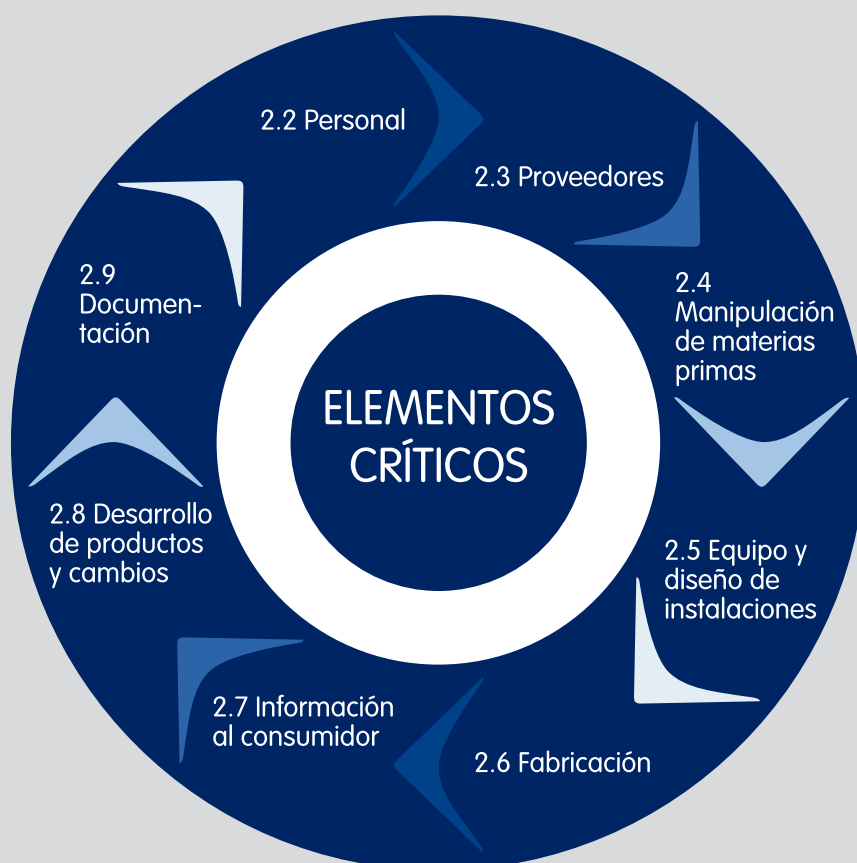 2.2 Personal
2.3 Proveedores
2.4
Manipulación
de materias
primas
2.5 Equipo y
diseño de
instalaciones
2.6 Fabricación
2.7 Información
al consumidor
2.8 Desarrollo
de productos
y cambios
2.9
Documen-
tación
ELEMENTOS
CRÍTICOS